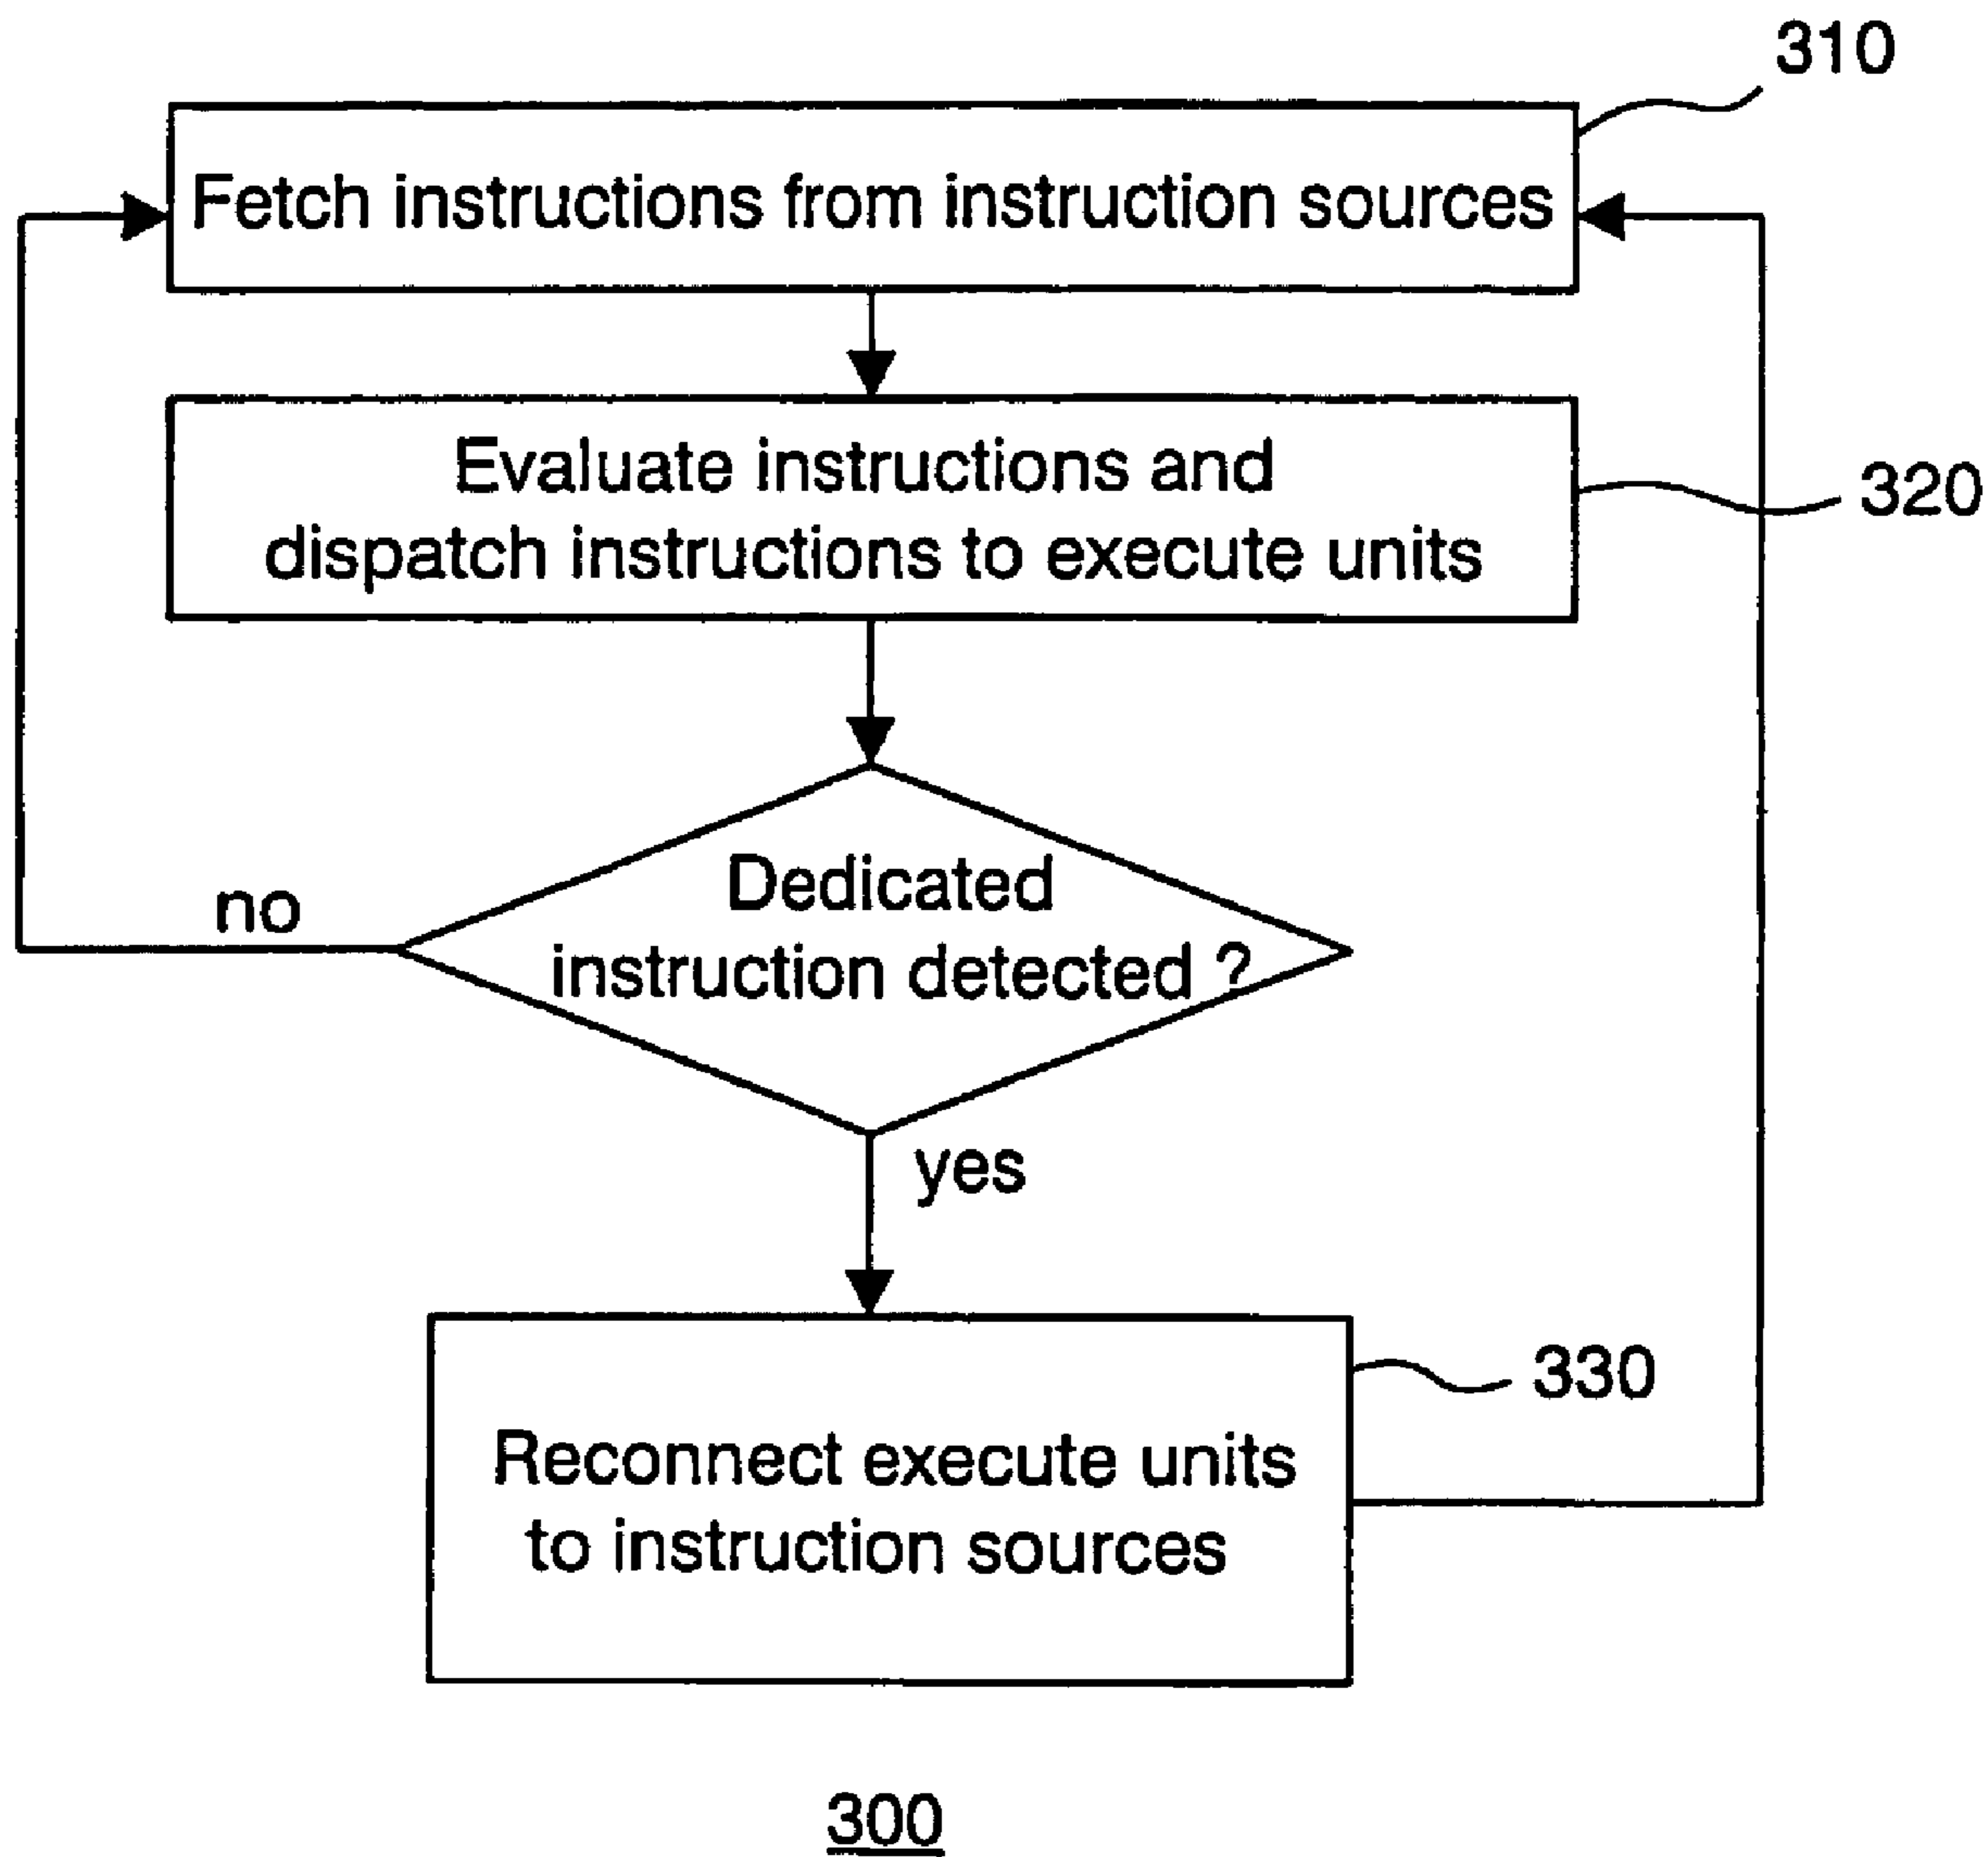 310
Fetch instructions from instruction sources
Evaluate instructions and
dispatch instructions to execute units
320
Dedicated
instruction detected ?
no
yes
330
Reconnect execute units
to instruction sources
300